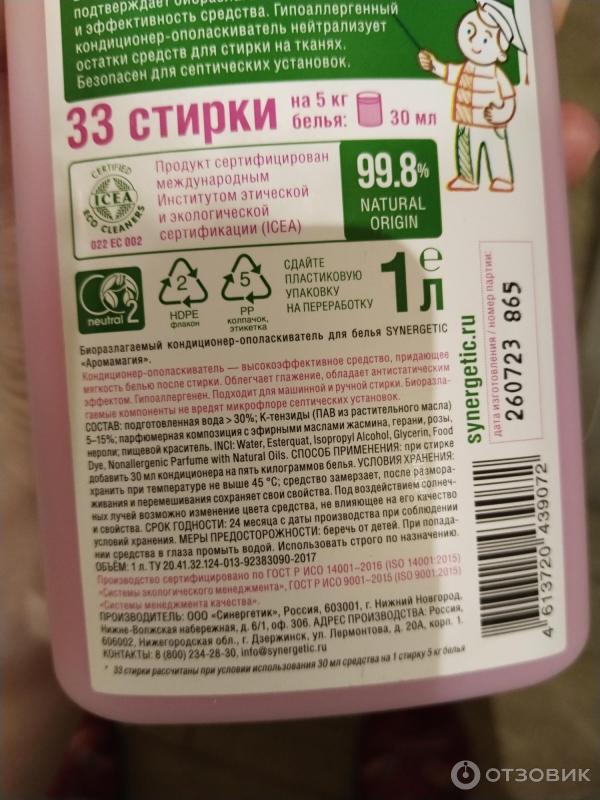 подтверждает
и эффективность средства. Гипоаллергенный
кондиционер-ополаскиватель нейтрализует
остатки средств для стирки на тканях.
Безопасен для септических установок.
33 стирки на 5 кг белья: 30 мл
CERTIFIED
ICEA
ECO CLEANERS
022 EC 002
Продукт сертифицирован
международным
Институтом этической
и экологической
сертификации (ICEA)
99.8%
NATURAL
ORIGIN
neutral 2
2
HDPE
флакон
5
PP
колпачок,
этикетка
СДАЙТЕ
ПЛАСТИКОВУЮ
УПАКОВКУ
НА ПЕРЕРАБОТКУ
1 л e
Биоразлагаемый кондиционер-ополаскиватель для белья SYNERGETIC
«Аромамагия».
Кондиционер-ополаскиватель — высокоэффективное средство, придающее
мягкость белью после стирки. Облегчает глажение, обладает антистатическим
эффектом. Гипоаллергенен. Подходит для машинной и ручной стирки. Биоразла-
гаемые компоненты не вредят микрофлоре септических установок.
СОСТАВ: подготовленная вода > 30%; К-тензиды (ПАВ из растительного масла)
5–15%; парфюмерная композиция с эфирными маслами жасмина, герани, розы,
нероли; пищевой краситель. INCI: Water, Esterquat, Isopropyl Alcohol, Glycerin, Food
Dye, Nonallergenic Parfume with Natural Oils. СПОСОБ ПРИМЕНЕНИЯ: при стирке
добавить 30 мл кондиционера на пять килограммов белья. УСЛОВИЯ ХРАНЕНИЯ:
хранить при температуре не выше 45 °C; средство замерзает, после размора-
живания и перемешивания сохраняет свои свойства. Под воздействием солнеч-
ных лучей возможно изменение цвета средства, не влияющее на его качество
и свойства. СРОК ГОДНОСТИ: 24 месяца с даты производства при соблюдении
условий хранения. МЕРЫ ПРЕДОСТОРОЖНОСТИ: беречь от детей. При попада-
нии средства в глаза промыть водой. Использовать строго по назначению.
ОБЪЁМ: 1 л. ТУ 20.41.32.124-013-92383090-2017
Производство сертифицировано по ГОСТ Р ИСО 14001–2016 (ISO 14001:2015)
«Системы экологического менеджмента», ГОСТ Р ИСО 9001–2015 (ISO 9001:2015)
«Системы менеджмента качества».
ПРОИЗВОДИТЕЛЬ: ООО «Синергетик», Россия, 603001, г. Нижний Новгород,
Нижне-Волжская набережная, д. 6/1, оф. 306. АДРЕС ПРОИЗВОДСТВА: Россия,
606002, Нижегородская обл., г. Дзержинск, ул. Лермонтова, д. 20А, корп. 1.
КОНТАКТЫ: 8 (800) 234-28-30, info@synergetic.ru
* 33 стирки рассчитаны при условии использования 30 мл средства на 1 стирку 5 кг белья
synergetic.ru
дата изготовления / номер партии:
260723 865
4 613720 439072
ОТЗОВИК